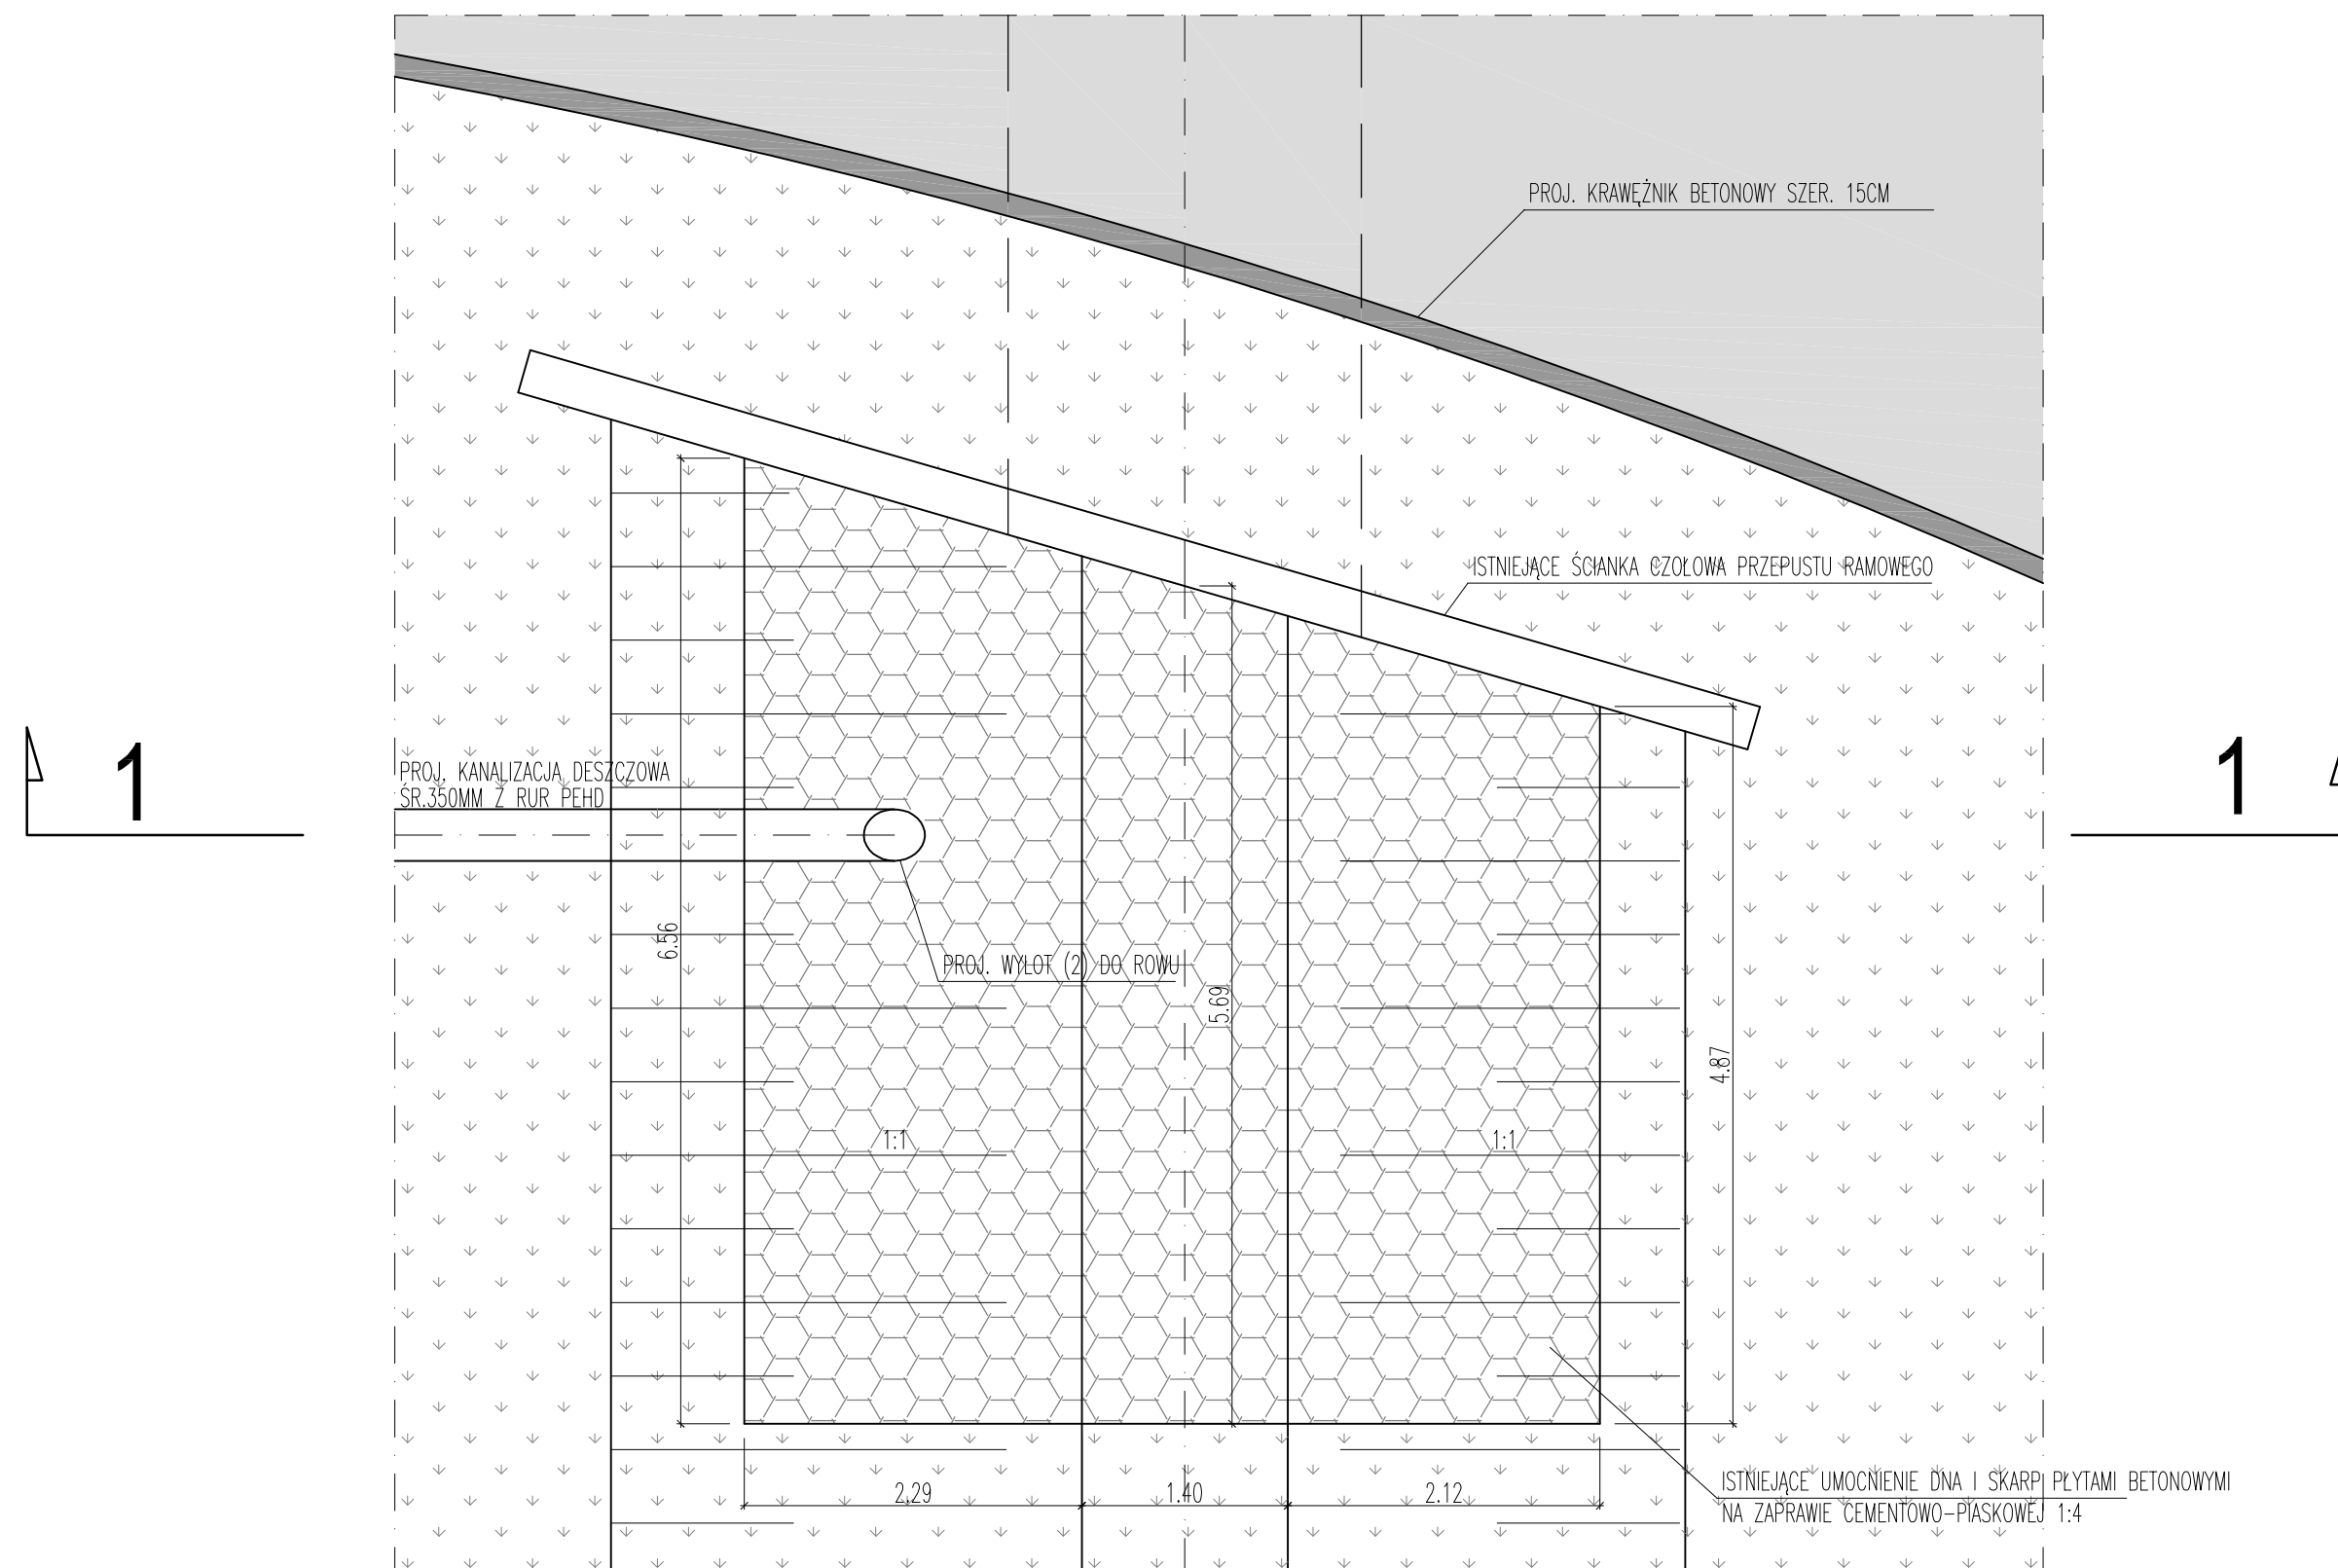 PROJ. KRAWĘŻNIK BETONOWY SZER. 15CM
ISTNIEJĄCE ŚCIANKA CZOŁOWA PRZEPUSTU RAMOWEGO
1
1
PROJ. KANALIZACJA DESZCZOWA
ŚR.350MM Z RUR PEHD
6.56
PROJ. WYLOT (2) DO ROWU
5.69
4.87
1:1
1:1
ISTNIEJĄCE UMOCNIENIE DNA I SKARP PŁYTAMI BETONOWYMI
NA ZAPRAWIE CEMENTOWO-PIASKOWEJ 1:4
2.29
1.40
2.12